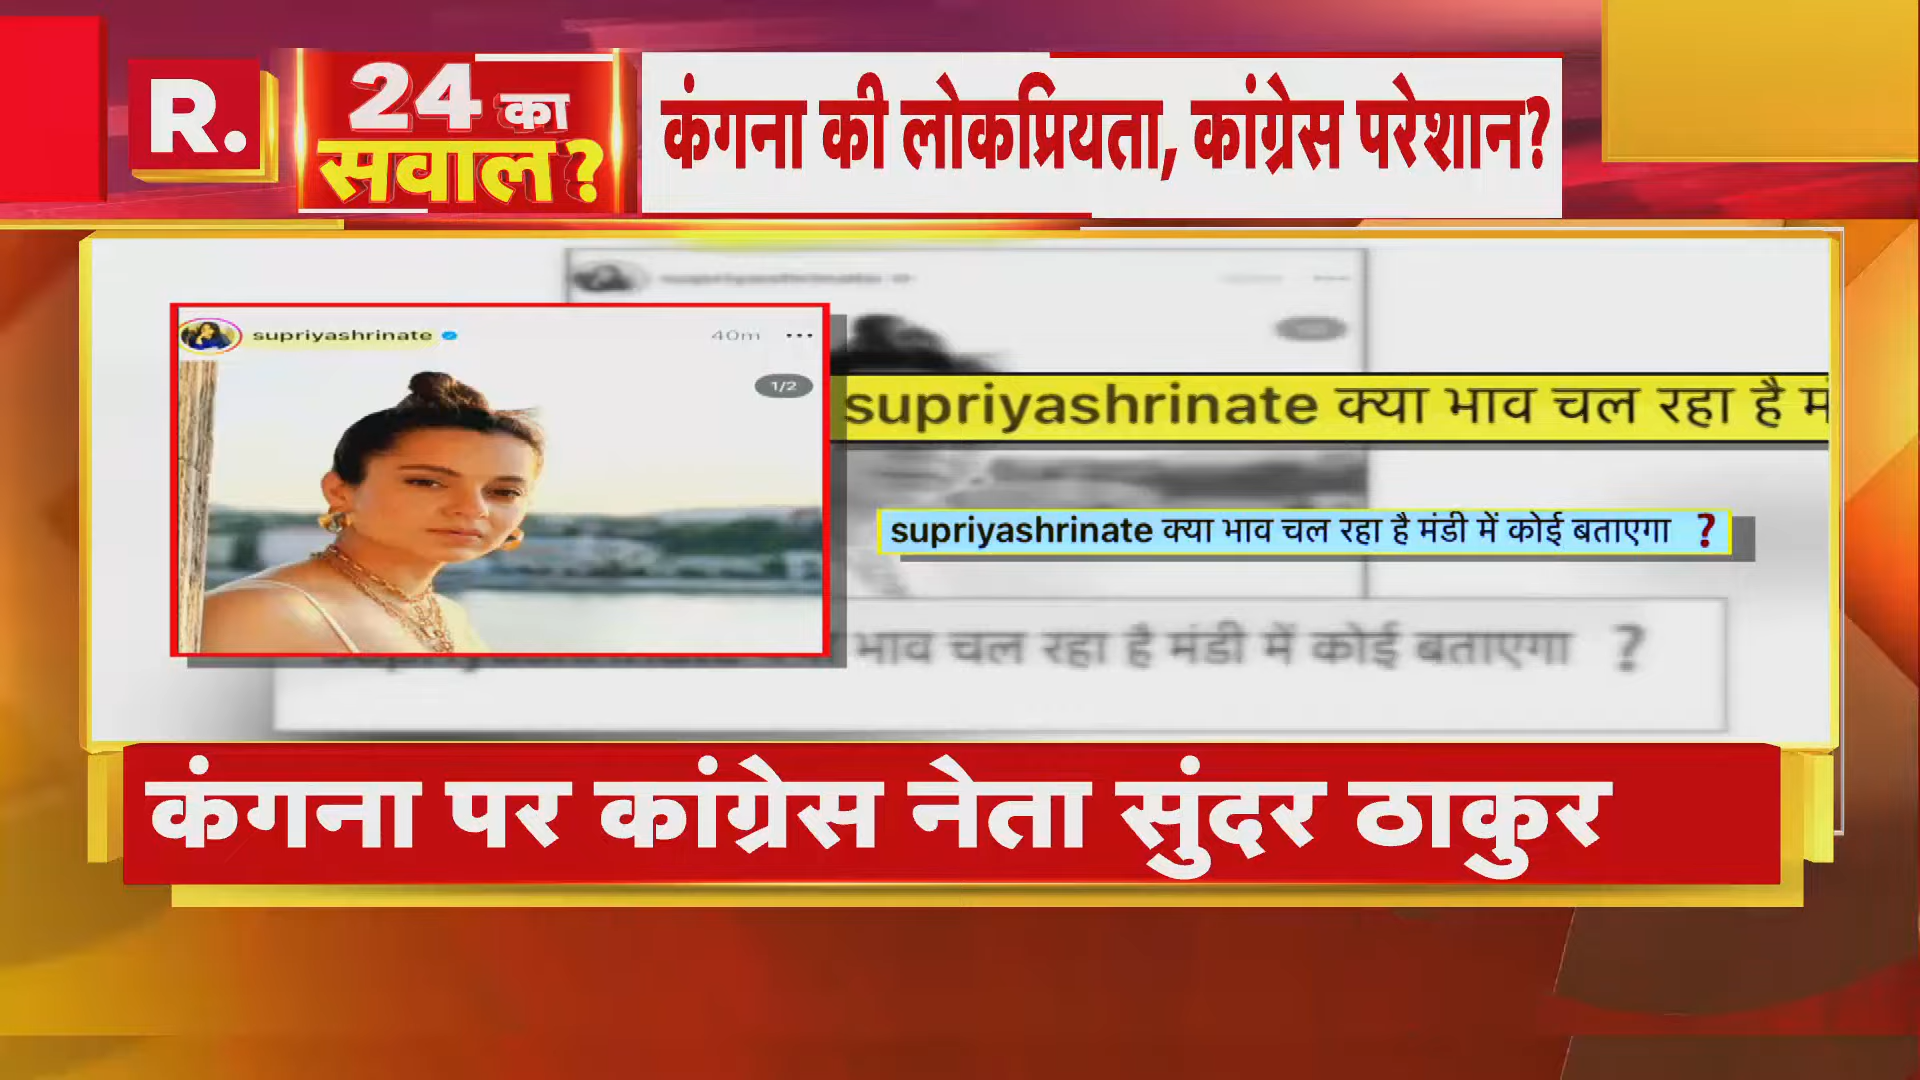 R.
24 का
सवाल?
कंगना की लोकप्रियता, कांग्रेस परेशान?
supriyashrinate
40m
1/2
supriyashrinate क्या भाव चल रहा है
supriyashrinate क्या भाव चल रहा है मंडी में कोई बताएगा ?
भाव चल रहा है मंडी में कोई बताएगा ?
कंगना पर कांग्रेस नेता सुंदर ठाकुर